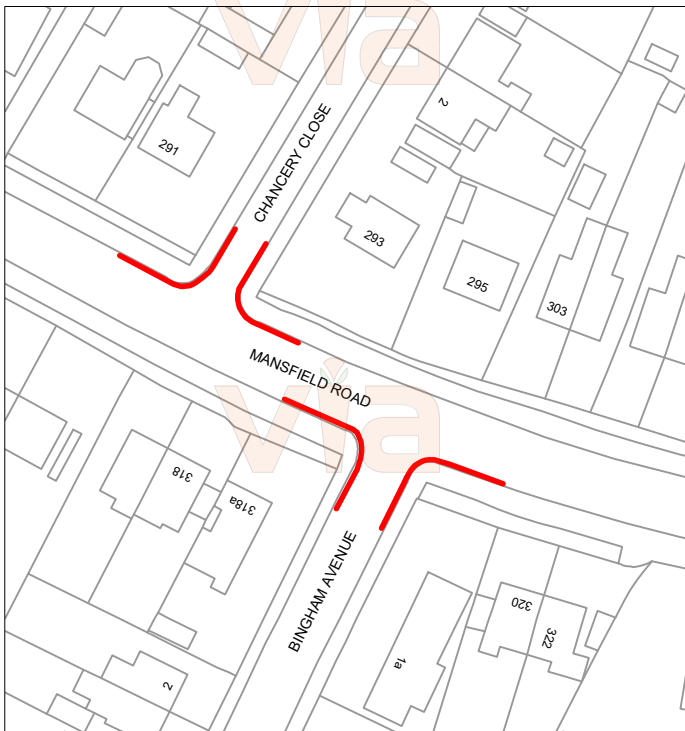 via
CHANCERY CLOSE
2
291
293
295
303
MANSFIELD ROAD
via
318
318a
BINGHAM AVENUE
320
322
1a
2